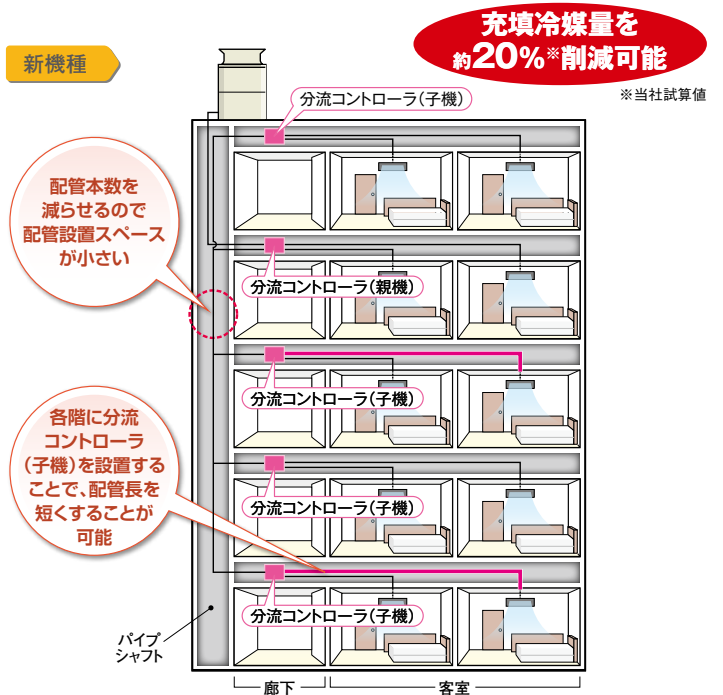 新機種
充填冷媒量を
約20%※削減可能
※当社試算値
分流コントローラ(子機)
配管本数を
減らせるので
配管設置スペース
が小さい
分流コントローラ(親機)
分流コントローラ(子機)
各階に分流
コントローラ
(子機)を設置する
ことで、配管長を
短くすることが
可能
分流コントローラ(子機)
分流コントローラ(子機)
パイプ
シャフト
廊下
客室